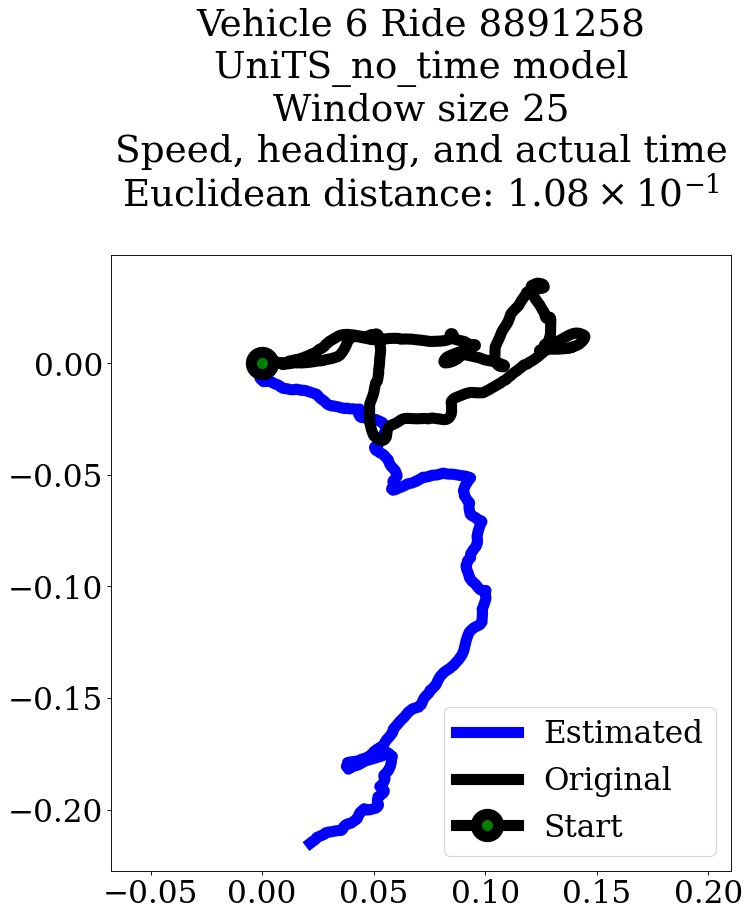 Vehicle 6 Ride 8891258
UniTS_no_time model
Window size 25
Speed, heading, and actual time
Euclidean distance: 1.08 × 10⁻¹
0.00
−0.05
−0.10
−0.15
−0.20
Estimated
Original
Start
−0.05 0.00 0.05 0.10 0.15 0.20